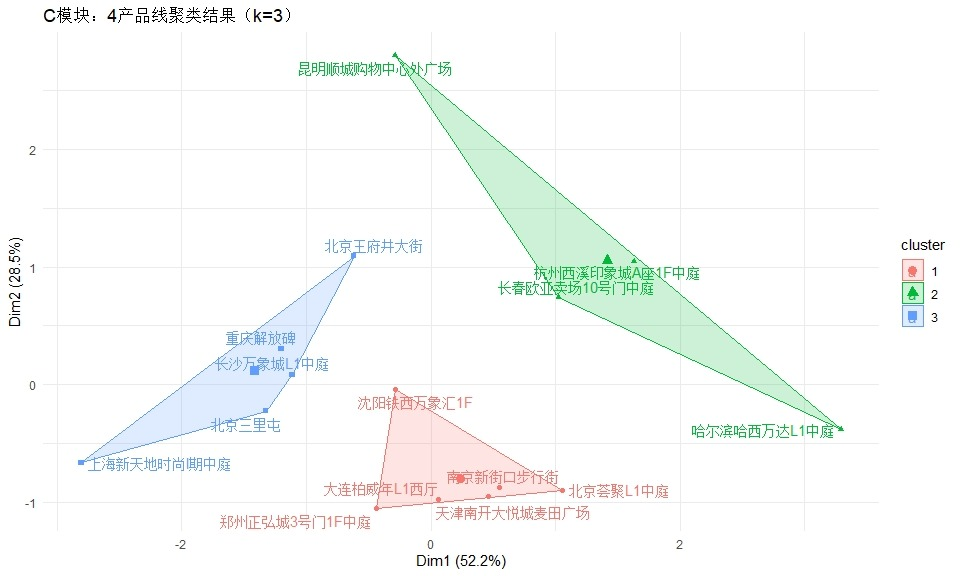 C模块：4产品线聚类结果（k=3）
昆明顺城购物中心外广场
2
北京王府井大街
1
杭州西溪印象城A座1F中庭
长春欧亚卖场10号门中庭
重庆解放碑
长沙万象城L1中庭
0
沈阳铁西万象汇1F
北京三里屯
哈尔滨哈西万达L1中庭
上海新天地时尚I期中庭
南京新街口步行街
大连柏威年L1西厅
北京荟聚L1中庭
-1
天津南开大悦城麦田广场
郑州正弘城3号门1F中庭
-2
0
2
Dim1 (52.2%)
Dim2 (28.5%)
cluster
1
2
3